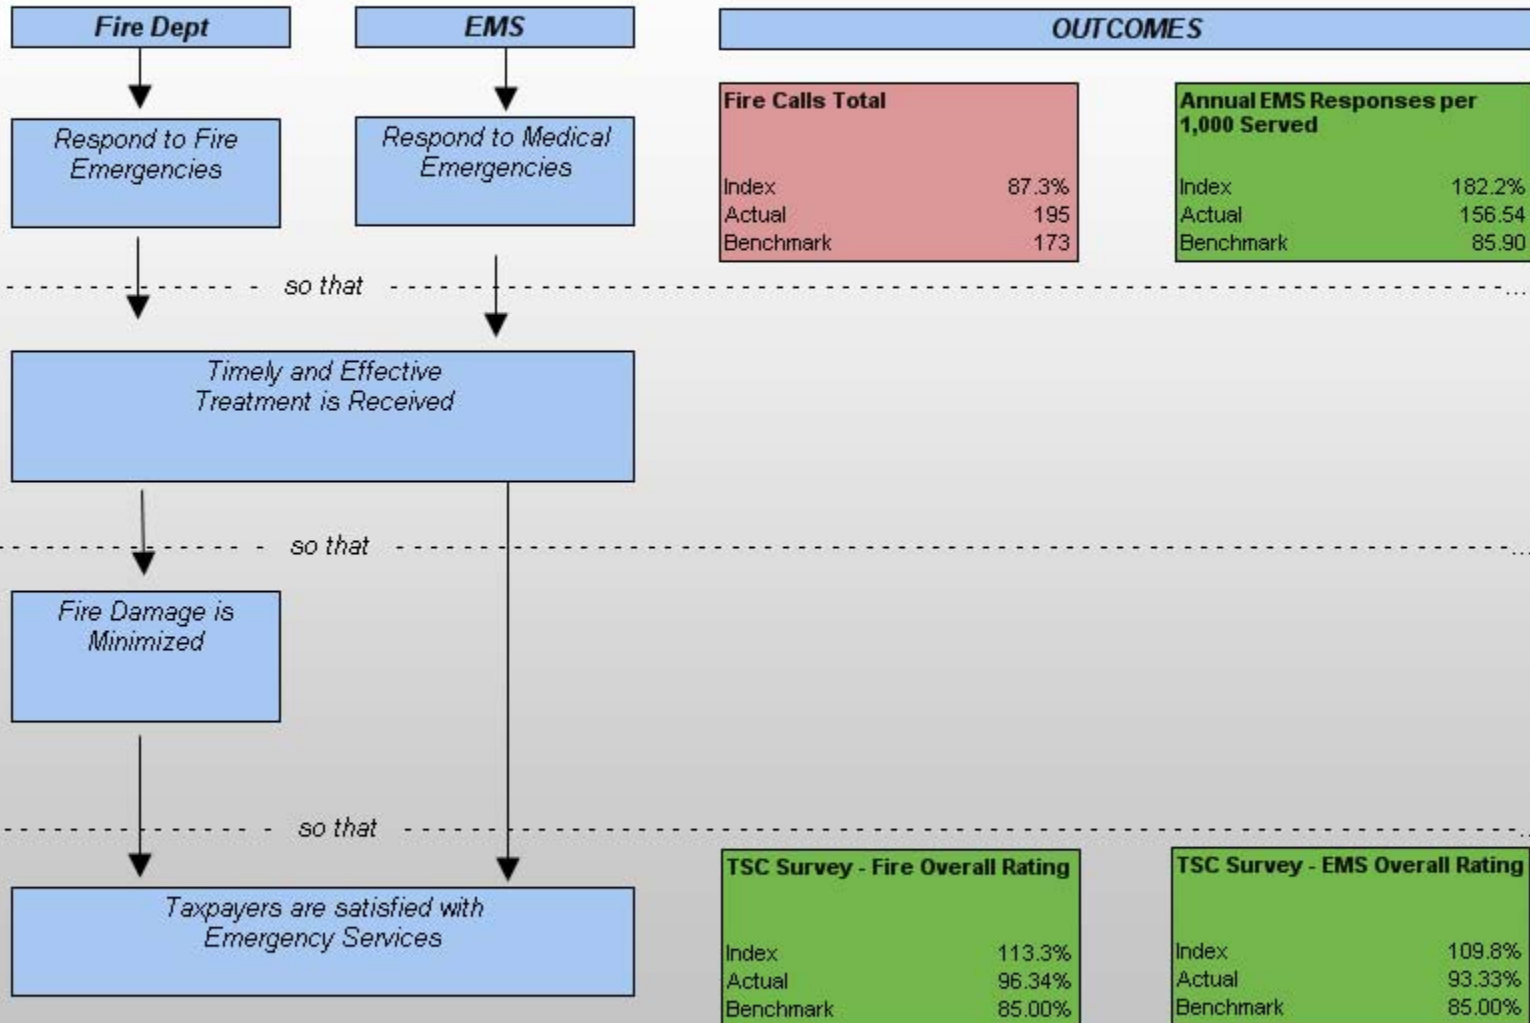 Fire Dept
EMS
OUTCOMES
Respond to Fire
Emergencies
Respond to Medical
Emergencies
Fire Calls Total
Index 87.3%
Actual 195
Benchmark 173
Annual EMS Responses per
1,000 Served
Index 182.2%
Actual 156.54
Benchmark 85.90
so that
Timely and Effective
Treatment is Received
so that
Fire Damage is
Minimized
so that
Taxpayers are satisfied with
Emergency Services
TSC Survey - Fire Overall Rating
Index 113.3%
Actual 96.34%
Benchmark 85.00%
TSC Survey - EMS Overall Rating
Index 109.8%
Actual 93.33%
Benchmark 85.00%